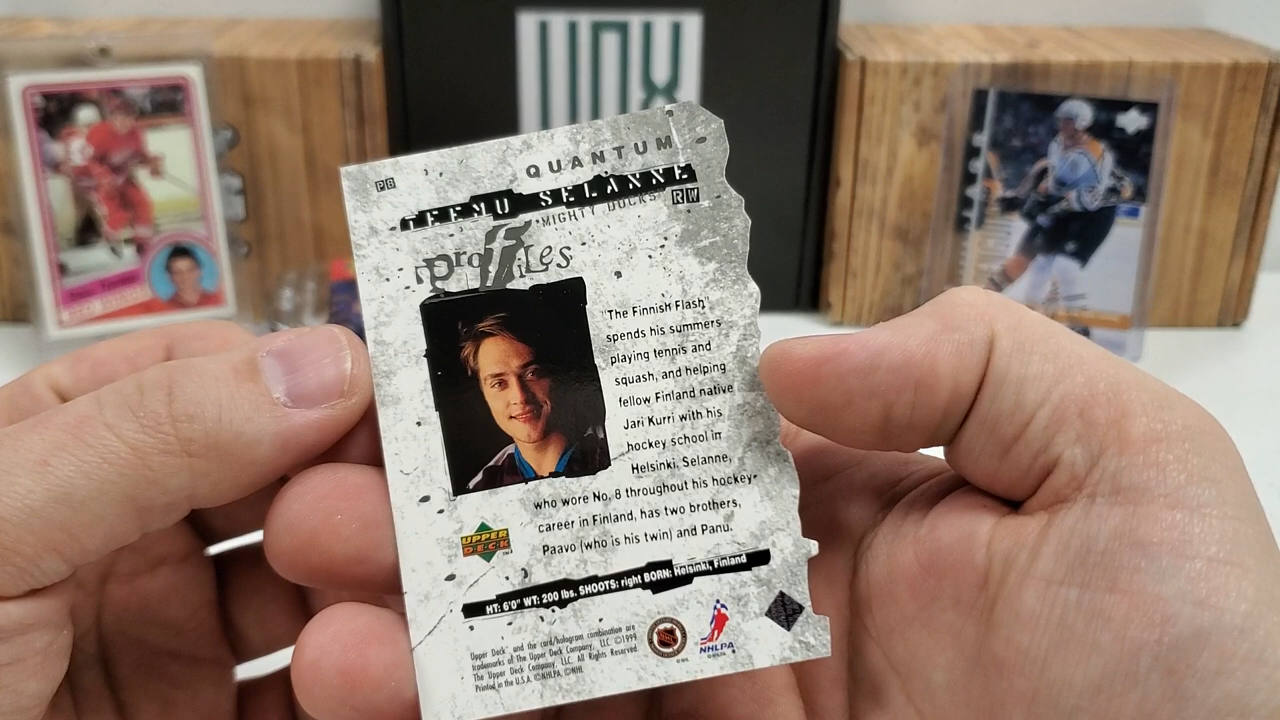 P8
QUANTUM
TEEMU SELANNE
MIGHTY DUCKS RW
PROFILES
"The Finnish Flash"
spends his summers
playing tennis and
squash, and helping
fellow Finland native
Jari Kurri with his
hockey school in
Helsinki. Selanne,
who wore No. 8 throughout his hockey
career in Finland, has two brothers,
Paavo (who is his twin) and Panu.
UPPER
DECK
HT: 6'0" WT: 200 lbs. SHOOTS: right BORN: Helsinki, Finland
Upper Deck and the card/hologram combination are
trademarks of The Upper Deck Company, LLC. ©1999
The Upper Deck Company, LLC. All Rights Reserved.
Printed in the U.S.A. ©NHLPA, ©NHL
NHL
NHLPA